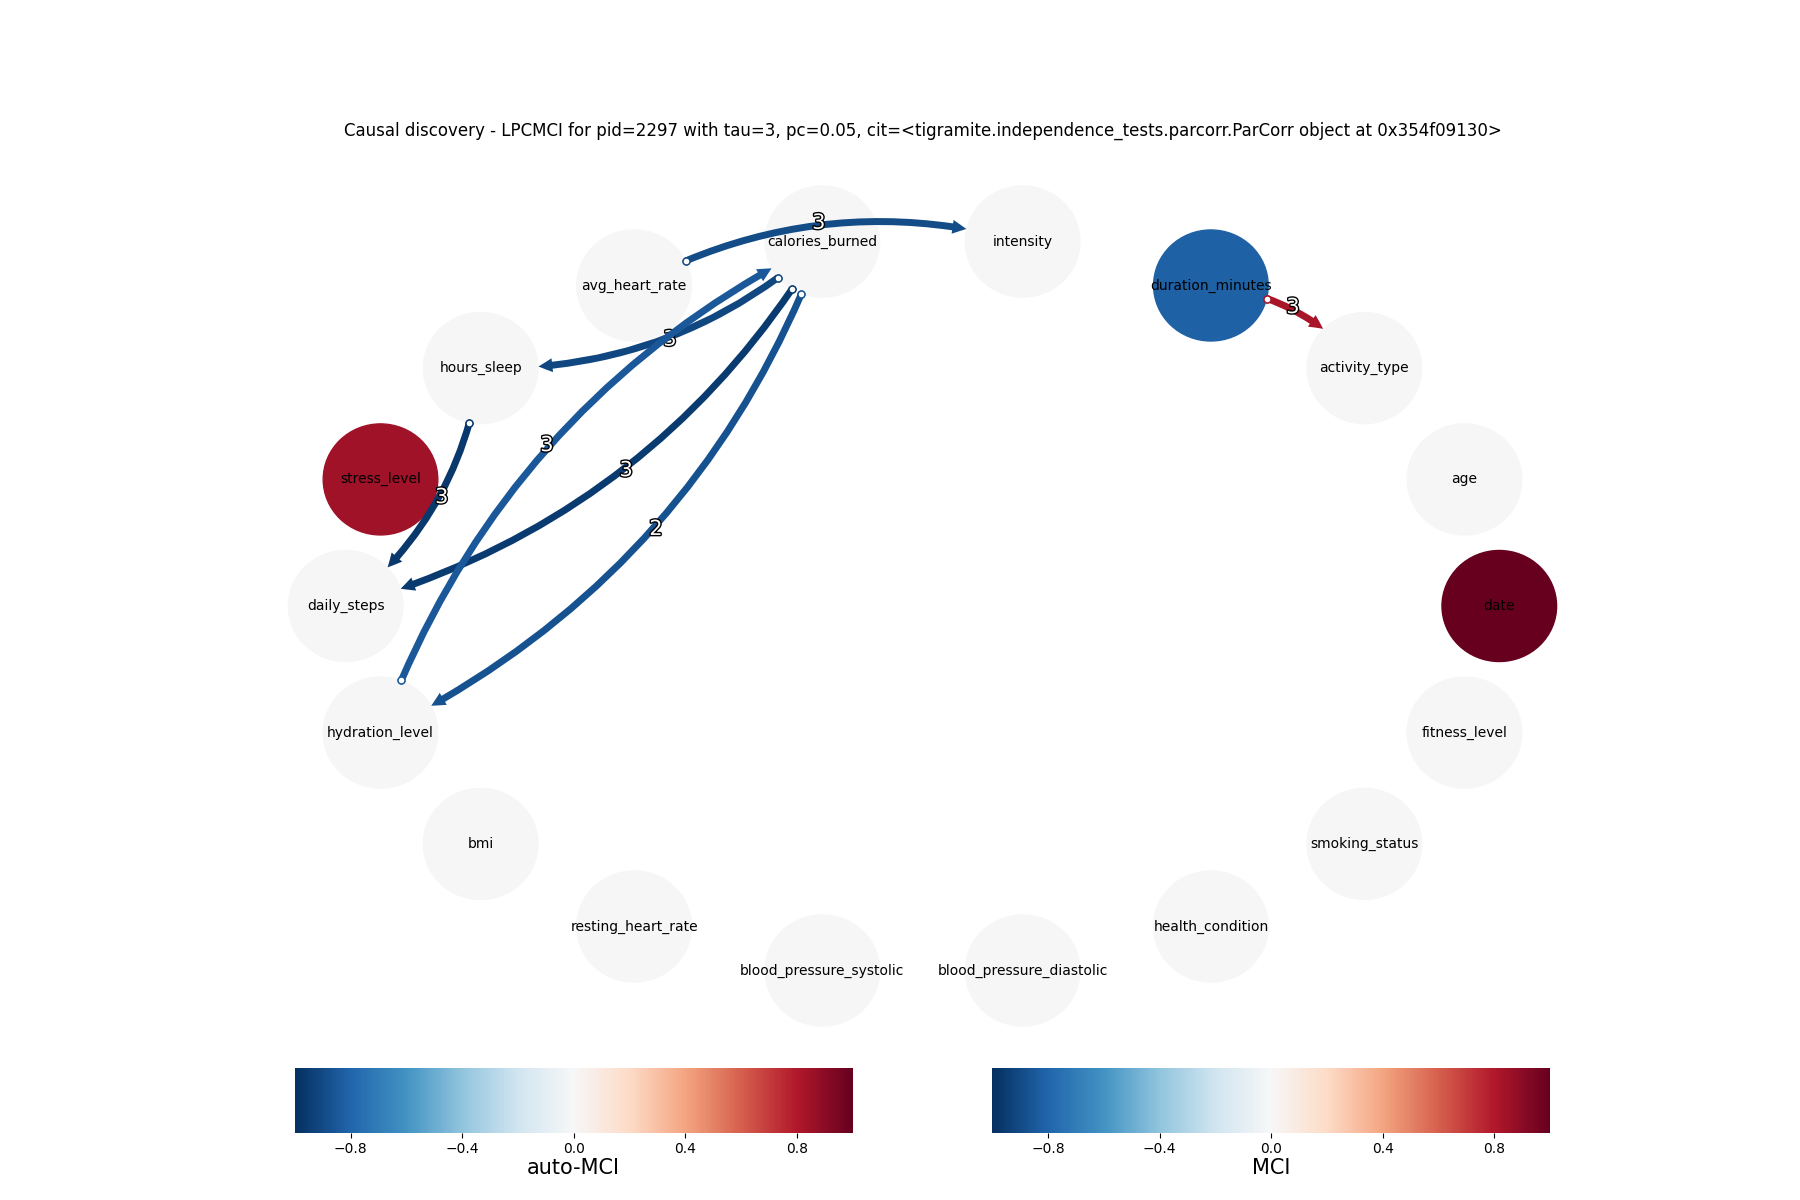 Causal discovery - LPCMCI for pid=2297 with tau=3, pc=0.05, cit=<tigramite.independence_tests.parcorr.ParCorr object at 0x354f09130>
3
calories_burned
intensity
avg_heart_rate
duration_minutes
3
3
hours_sleep
activity_type
3
3
stress_level
3
age
2
daily_steps
date
hydration_level
fitness_level
bmi
smoking_status
resting_heart_rate
health_condition
blood_pressure_systolic
blood_pressure_diastolic
−0.8 −0.4 0.0 0.4 0.8
auto-MCI
−0.8 −0.4 0.0 0.4 0.8
MCI